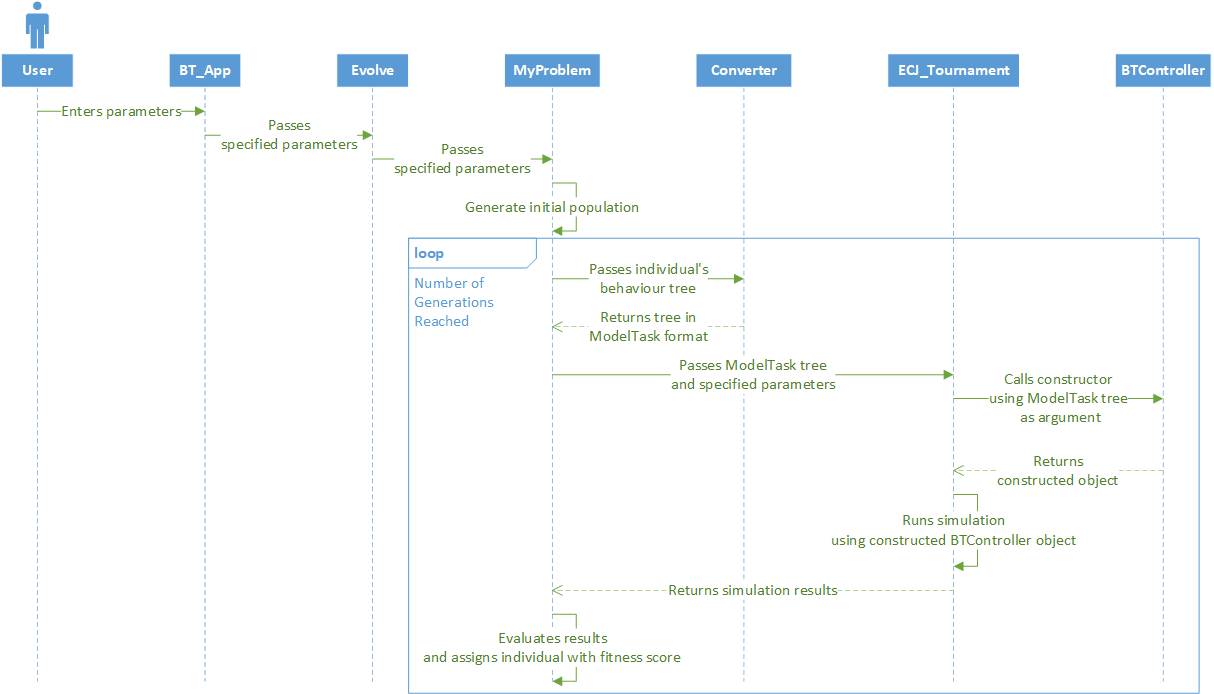 User
BT_App
Evolve
MyProblem
Converter
ECJ_Tournament
BTController
Enters parameters
Passes
specified parameters
Passes
specified parameters
Generate initial population
loop
Number of
Generations
Reached
Passes individual's
behaviour tree
Returns tree in
ModelTask format
Passes ModelTask tree
and specified parameters
Calls constructor
using ModelTask tree
as argument
Returns
constructed object
Runs simulation
using constructed BTController object
Returns simulation results
Evaluates results
and assigns individual with fitness score